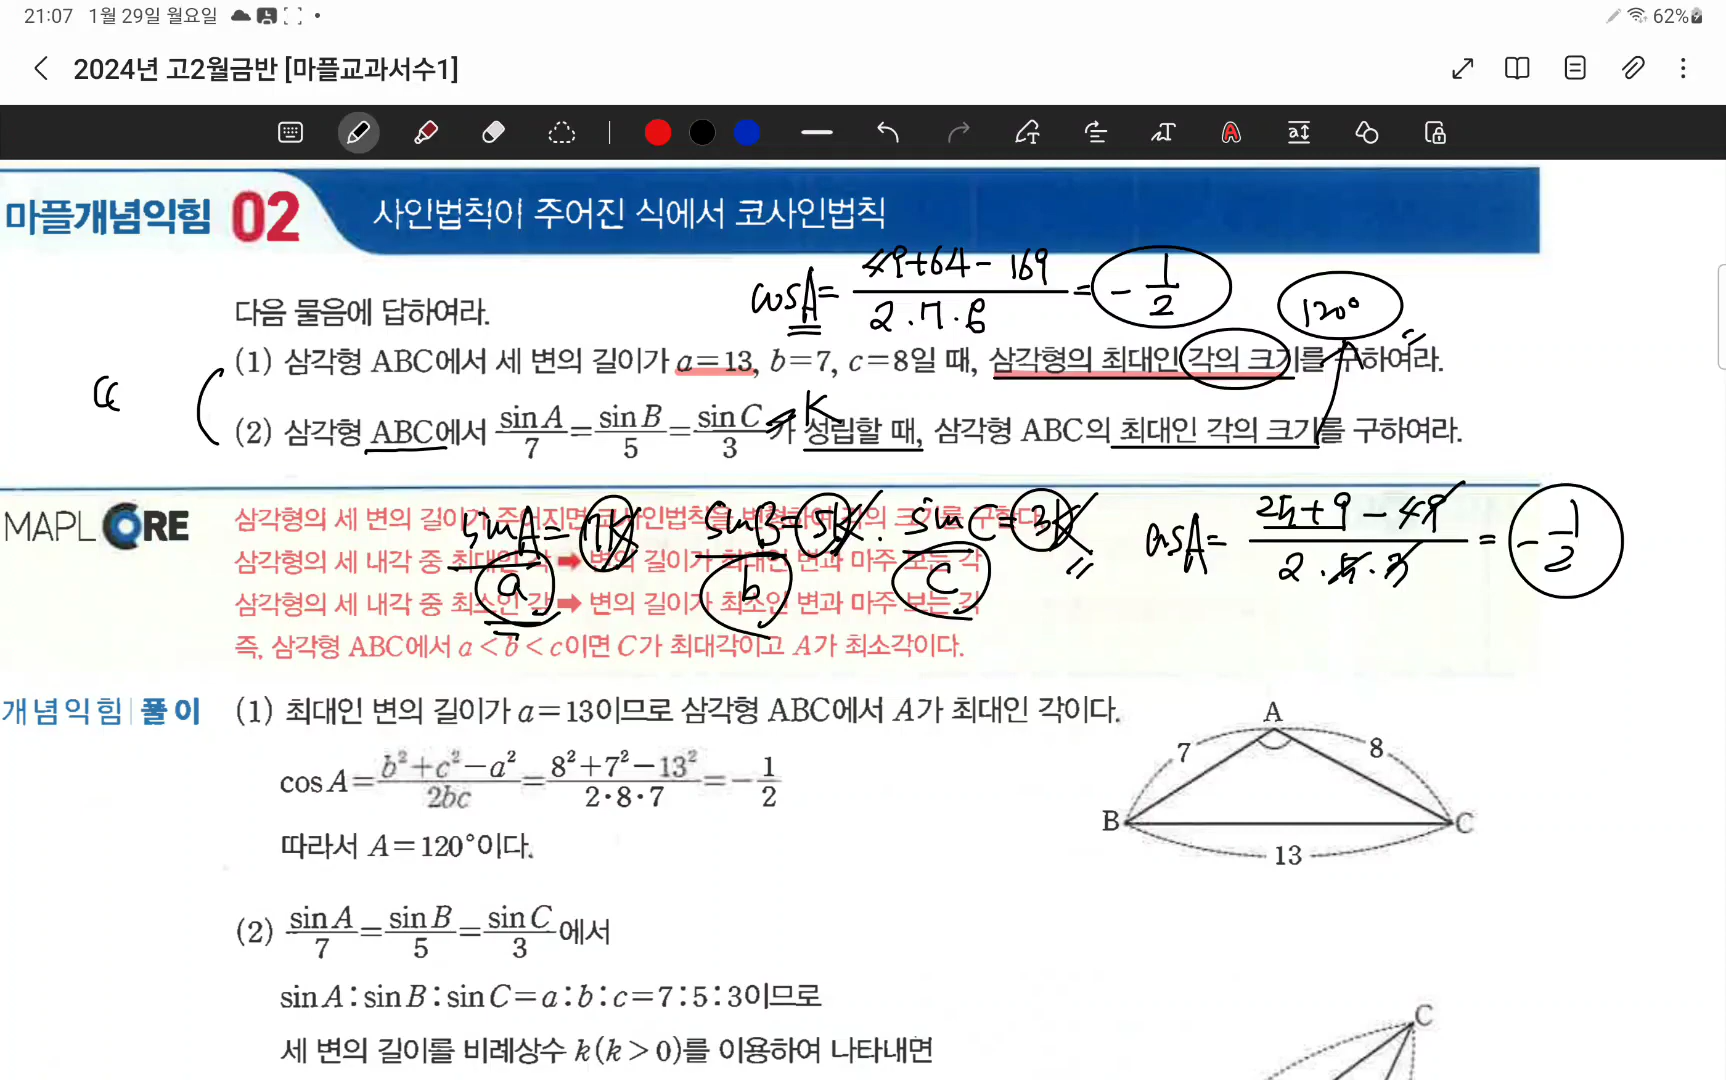 21:07 1월 29일 월요일
62%
2024년 고2월금반 [마플교과서수1]
마플개념익힘 02 사인법칙이 주어진 식에서 코사인법칙
cosA = (49+64-169)/(2·7·8) = -1/2
120°
다음 물음에 답하여라.
(1) 삼각형 ABC에서 세 변의 길이가 a=13, b=7, c=8일 때, 삼각형의 최대인 각의 크기를 구하여라.
(2) 삼각형 ABC에서 sinA/7=sinB/5=sinC/3가 성립할 때, 삼각형 ABC의 최대인 각의 크기를 구하여라.
= K
MAPL CORE
삼각형의 세 변의 길이가 주어지면 코사인법칙을 변형하여 각의 크기를 구한다.
삼각형의 세 내각 중 최대인 각 ➡ 변의 길이가 최대인 변과 마주 보는 각
삼각형의 세 내각 중 최소인 각 ➡ 변의 길이가 최소인 변과 마주 보는 각
즉, 삼각형 ABC에서 a<b<c이면 C가 최대각이고 A가 최소각이다.
sinA = 7K sinB = 5K sinC = 3K
a b c
cosA = (25+9-49)/(2·5·3) = -1/2
개념익힘 | 풀이 (1) 최대인 변의 길이가 a=13이므로 삼각형 ABC에서 A가 최대인 각이다.
cosA=(b²+c²-a²)/2bc=(8²+7²-13²)/(2·8·7)=-1/2
따라서 A=120°이다.
A
7 8
B C
13
(2) sinA/7=sinB/5=sinC/3에서
sinA:sinB:sinC=a:b:c=7:5:3이므로
세 변의 길이를 비례상수 k(k>0)를 이용하여 나타내면
C